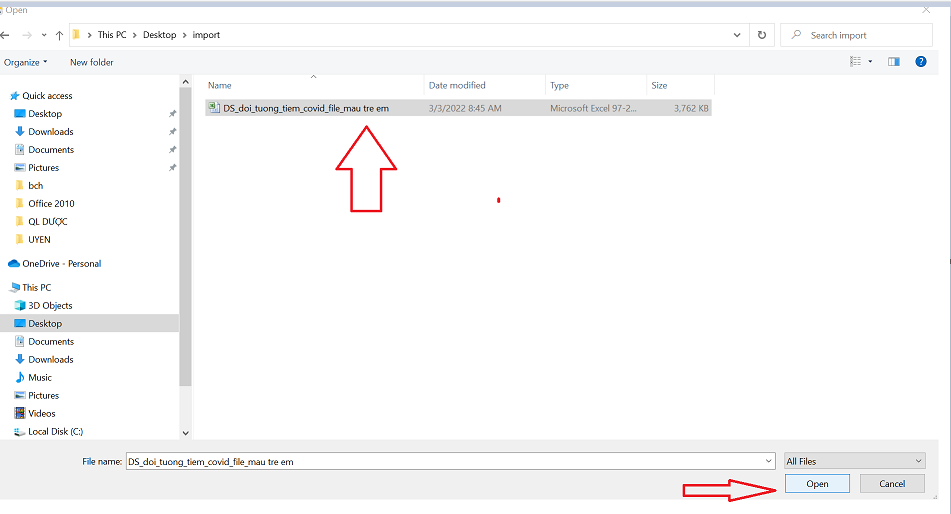 Open
This PC > Desktop > import
Search import
Organize
New folder
Name
Date modified
Type
Size
DS_doi_tuong_tiem_covid_file_mau tre em
3/3/2022 8:45 AM
Microsoft Excel 97-2...
3,762 KB
Quick access
Desktop
Downloads
Documents
Pictures
bch
Office 2010
QL DƯỢC
UYEN
OneDrive - Personal
This PC
3D Objects
Desktop
Documents
Downloads
Music
Pictures
Videos
Local Disk (C:)
File name:
DS_doi_tuong_tiem_covid_file_mau tre em
All Files
Open
Cancel